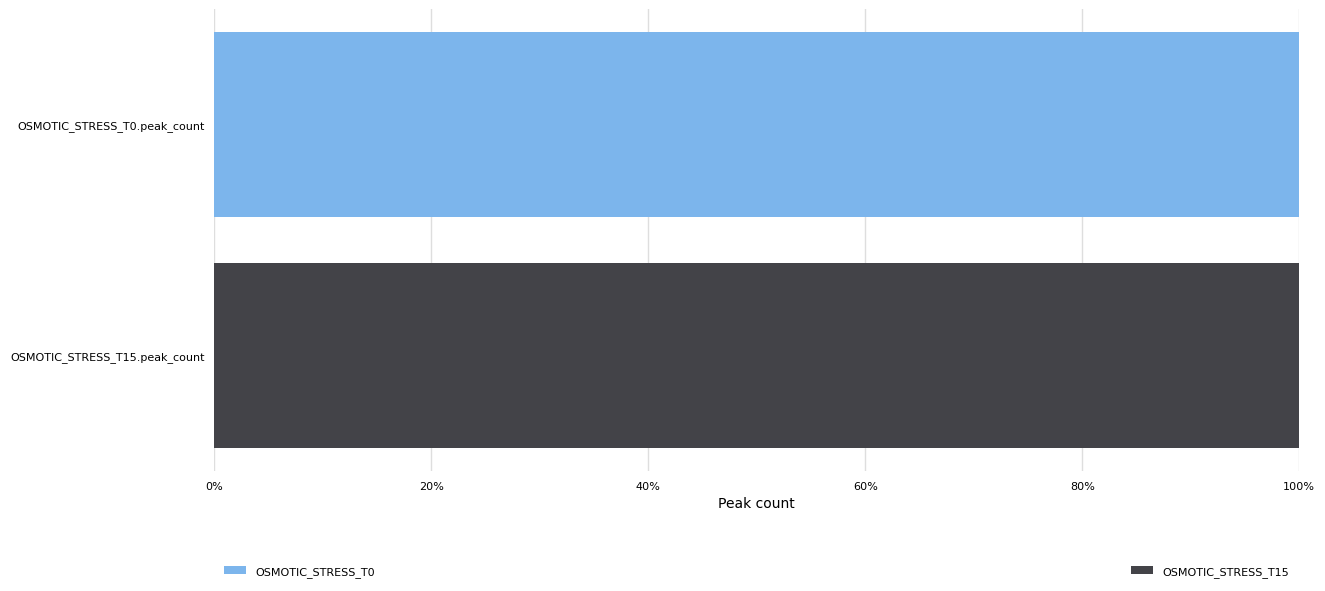 OSMOTIC_STRESS_T0.peak_count
OSMOTIC_STRESS_T15.peak_count
0% 20% 40% 60% 80% 100%
Peak count
OSMOTIC_STRESS_T0 OSMOTIC_STRESS_T15